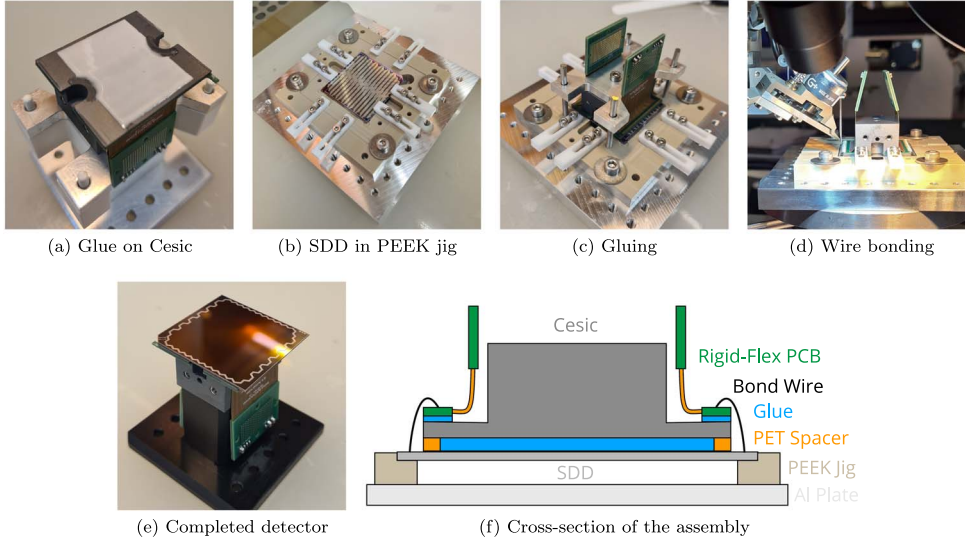 G+
(a) Glue on Cesic
(b) SDD in PEEK jig
(c) Gluing
(d) Wire bonding
Cesic
Rigid-Flex PCB
Bond Wire
Glue
PET Spacer
SDD
PEEK Jig
Al Plate
(e) Completed detector
(f) Cross-section of the assembly